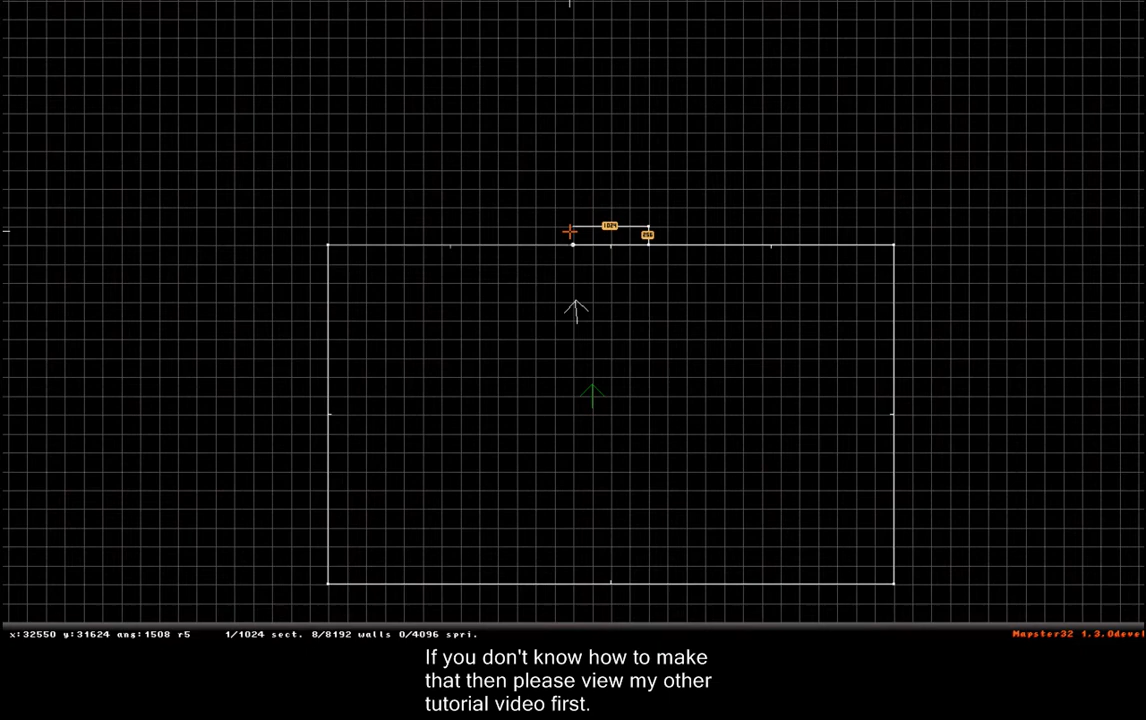 1024
256
x:32550 y:31624 ang:1508 r5 1/1024 sect. 8/8192 walls 0/4096 spri.
Mapster32 1.3.0devel
If you don't know how to make
that then please view my other
tutorial video first.